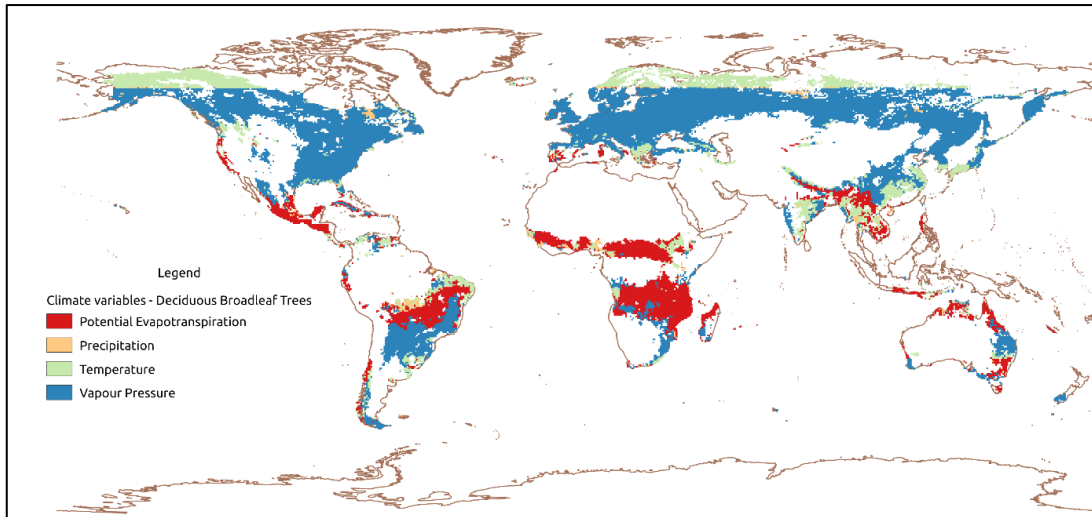 Legend
Climate variables - Deciduous Broadleaf Trees
Potential Evapotranspiration
Precipitation
Temperature
Vapour Pressure